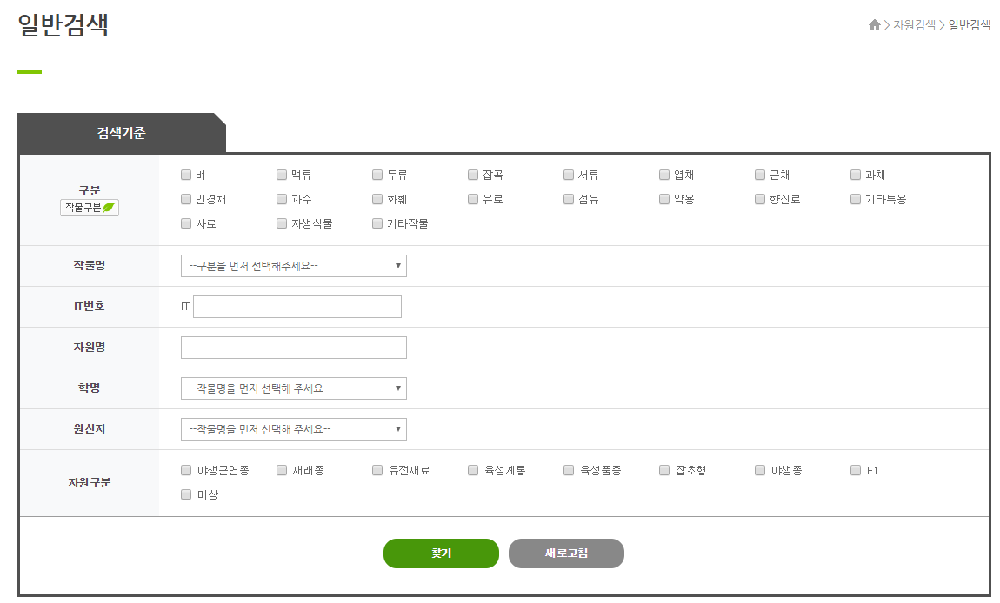 일반검색
> 자원검색 > 일반검색
검색기준
구분
작물구분
벼 맥류 두류 잡곡 서류 엽채 근채 과채
인경채 과수 화훼 유료 섬유 약용 향신료 기타특용
사료 자생식물 기타작물
작물명 --구분을 먼저 선택해주세요--
IT번호 IT
자원명
학명 --작물명을 먼저 선택해 주세요--
원산지 --작물명을 먼저 선택해 주세요--
자원구분
야생근연종 재래종 유전재료 육성계통 육성품종 잡초형 야생종 F1
미상
찾기 새로고침